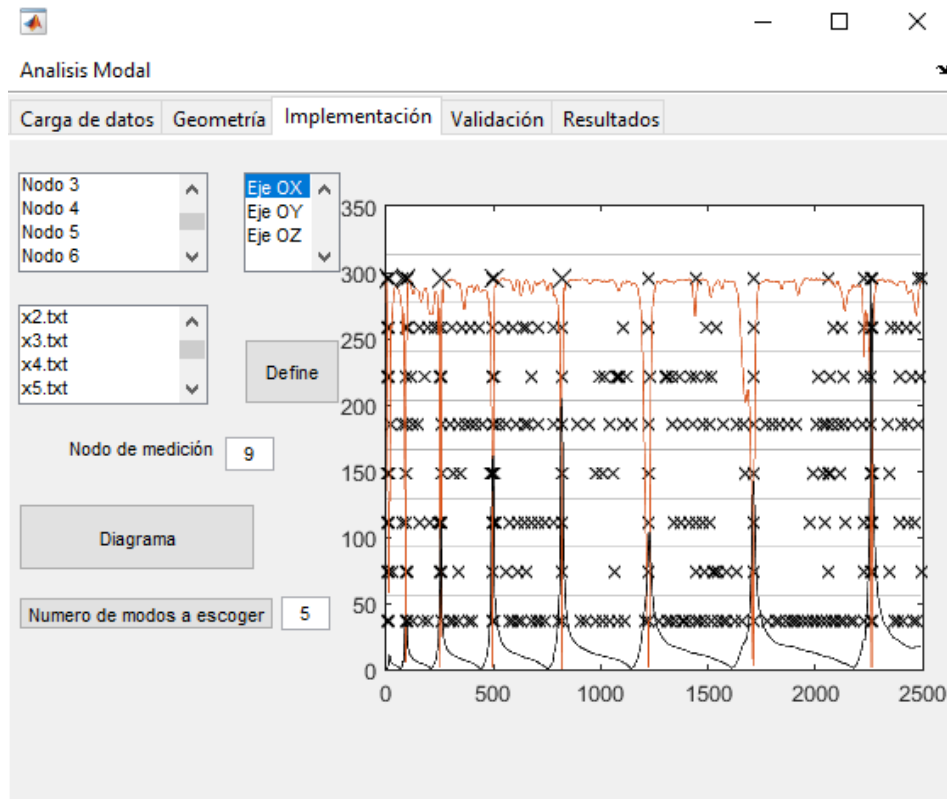 Analisis Modal
Carga de datos Geometría Implementación Validación Resultados
Nodo 3
Nodo 4
Nodo 5
Nodo 6
Eje OX
Eje OY
Eje OZ
x2.txt
x3.txt
x4.txt
x5.txt
Define
Nodo de medición 9
Diagrama
Numero de modos a escoger 5
350
300
250
200
150
100
50
0
0 500 1000 1500 2000 2500